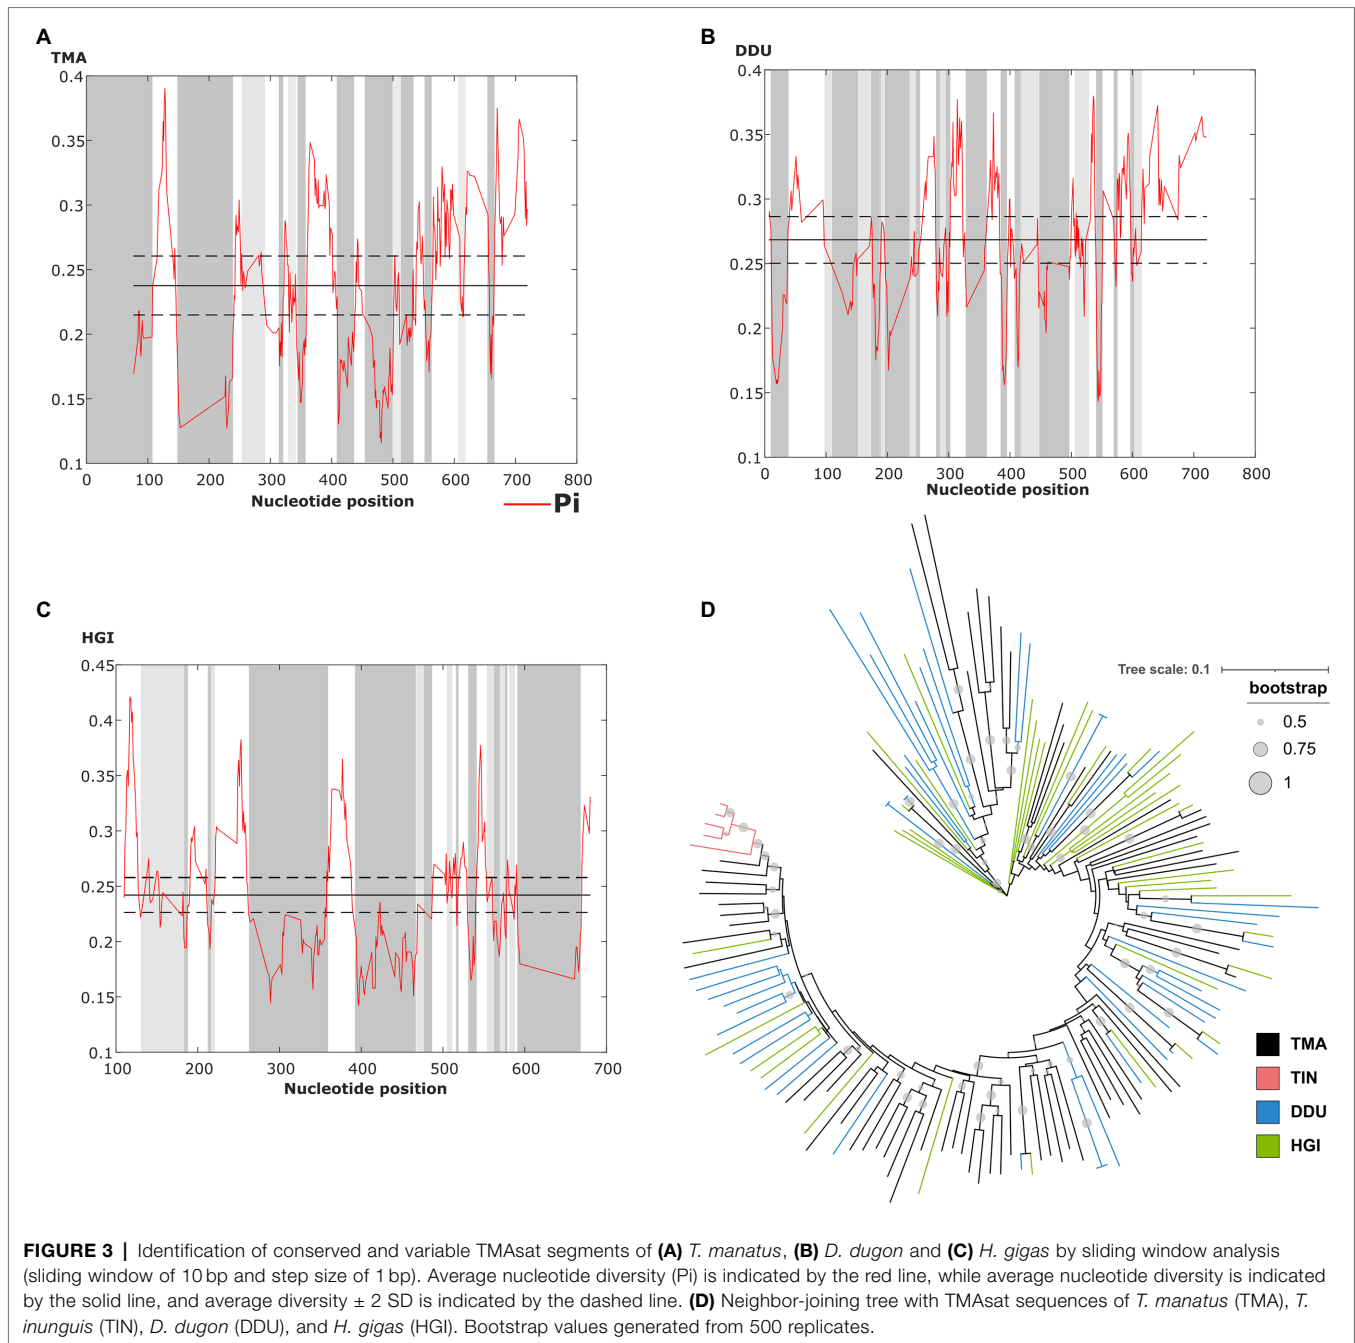 A
TMA
0.4
0.35
0.3
0.25
0.2
0.15
0.1
0 100 200 300 400 500 600 700 800
Nucleotide position
Pi
B
DDU
0.4
0.35
0.3
0.25
0.2
0.15
0.1
0 100 200 300 400 500 600 700 800
Nucleotide position
C
HGI
0.45
0.4
0.35
0.3
0.25
0.2
0.15
0.1
100 200 300 400 500 600 700
Nucleotide position
D
Tree scale: 0.1
bootstrap
0.5
0.75
1
TMA
TIN
DDU
HGI
FIGURE 3 | Identification of conserved and variable TMAsat segments of (A) T. manatus, (B) D. dugon and (C) H. gigas by sliding window analysis
(sliding window of 10 bp and step size of 1 bp). Average nucleotide diversity (Pi) is indicated by the red line, while average nucleotide diversity is indicated
by the solid line, and average diversity ± 2 SD is indicated by the dashed line. (D) Neighbor-joining tree with TMAsat sequences of T. manatus (TMA), T.
inunguis (TIN), D. dugon (DDU), and H. gigas (HGI). Bootstrap values generated from 500 replicates.